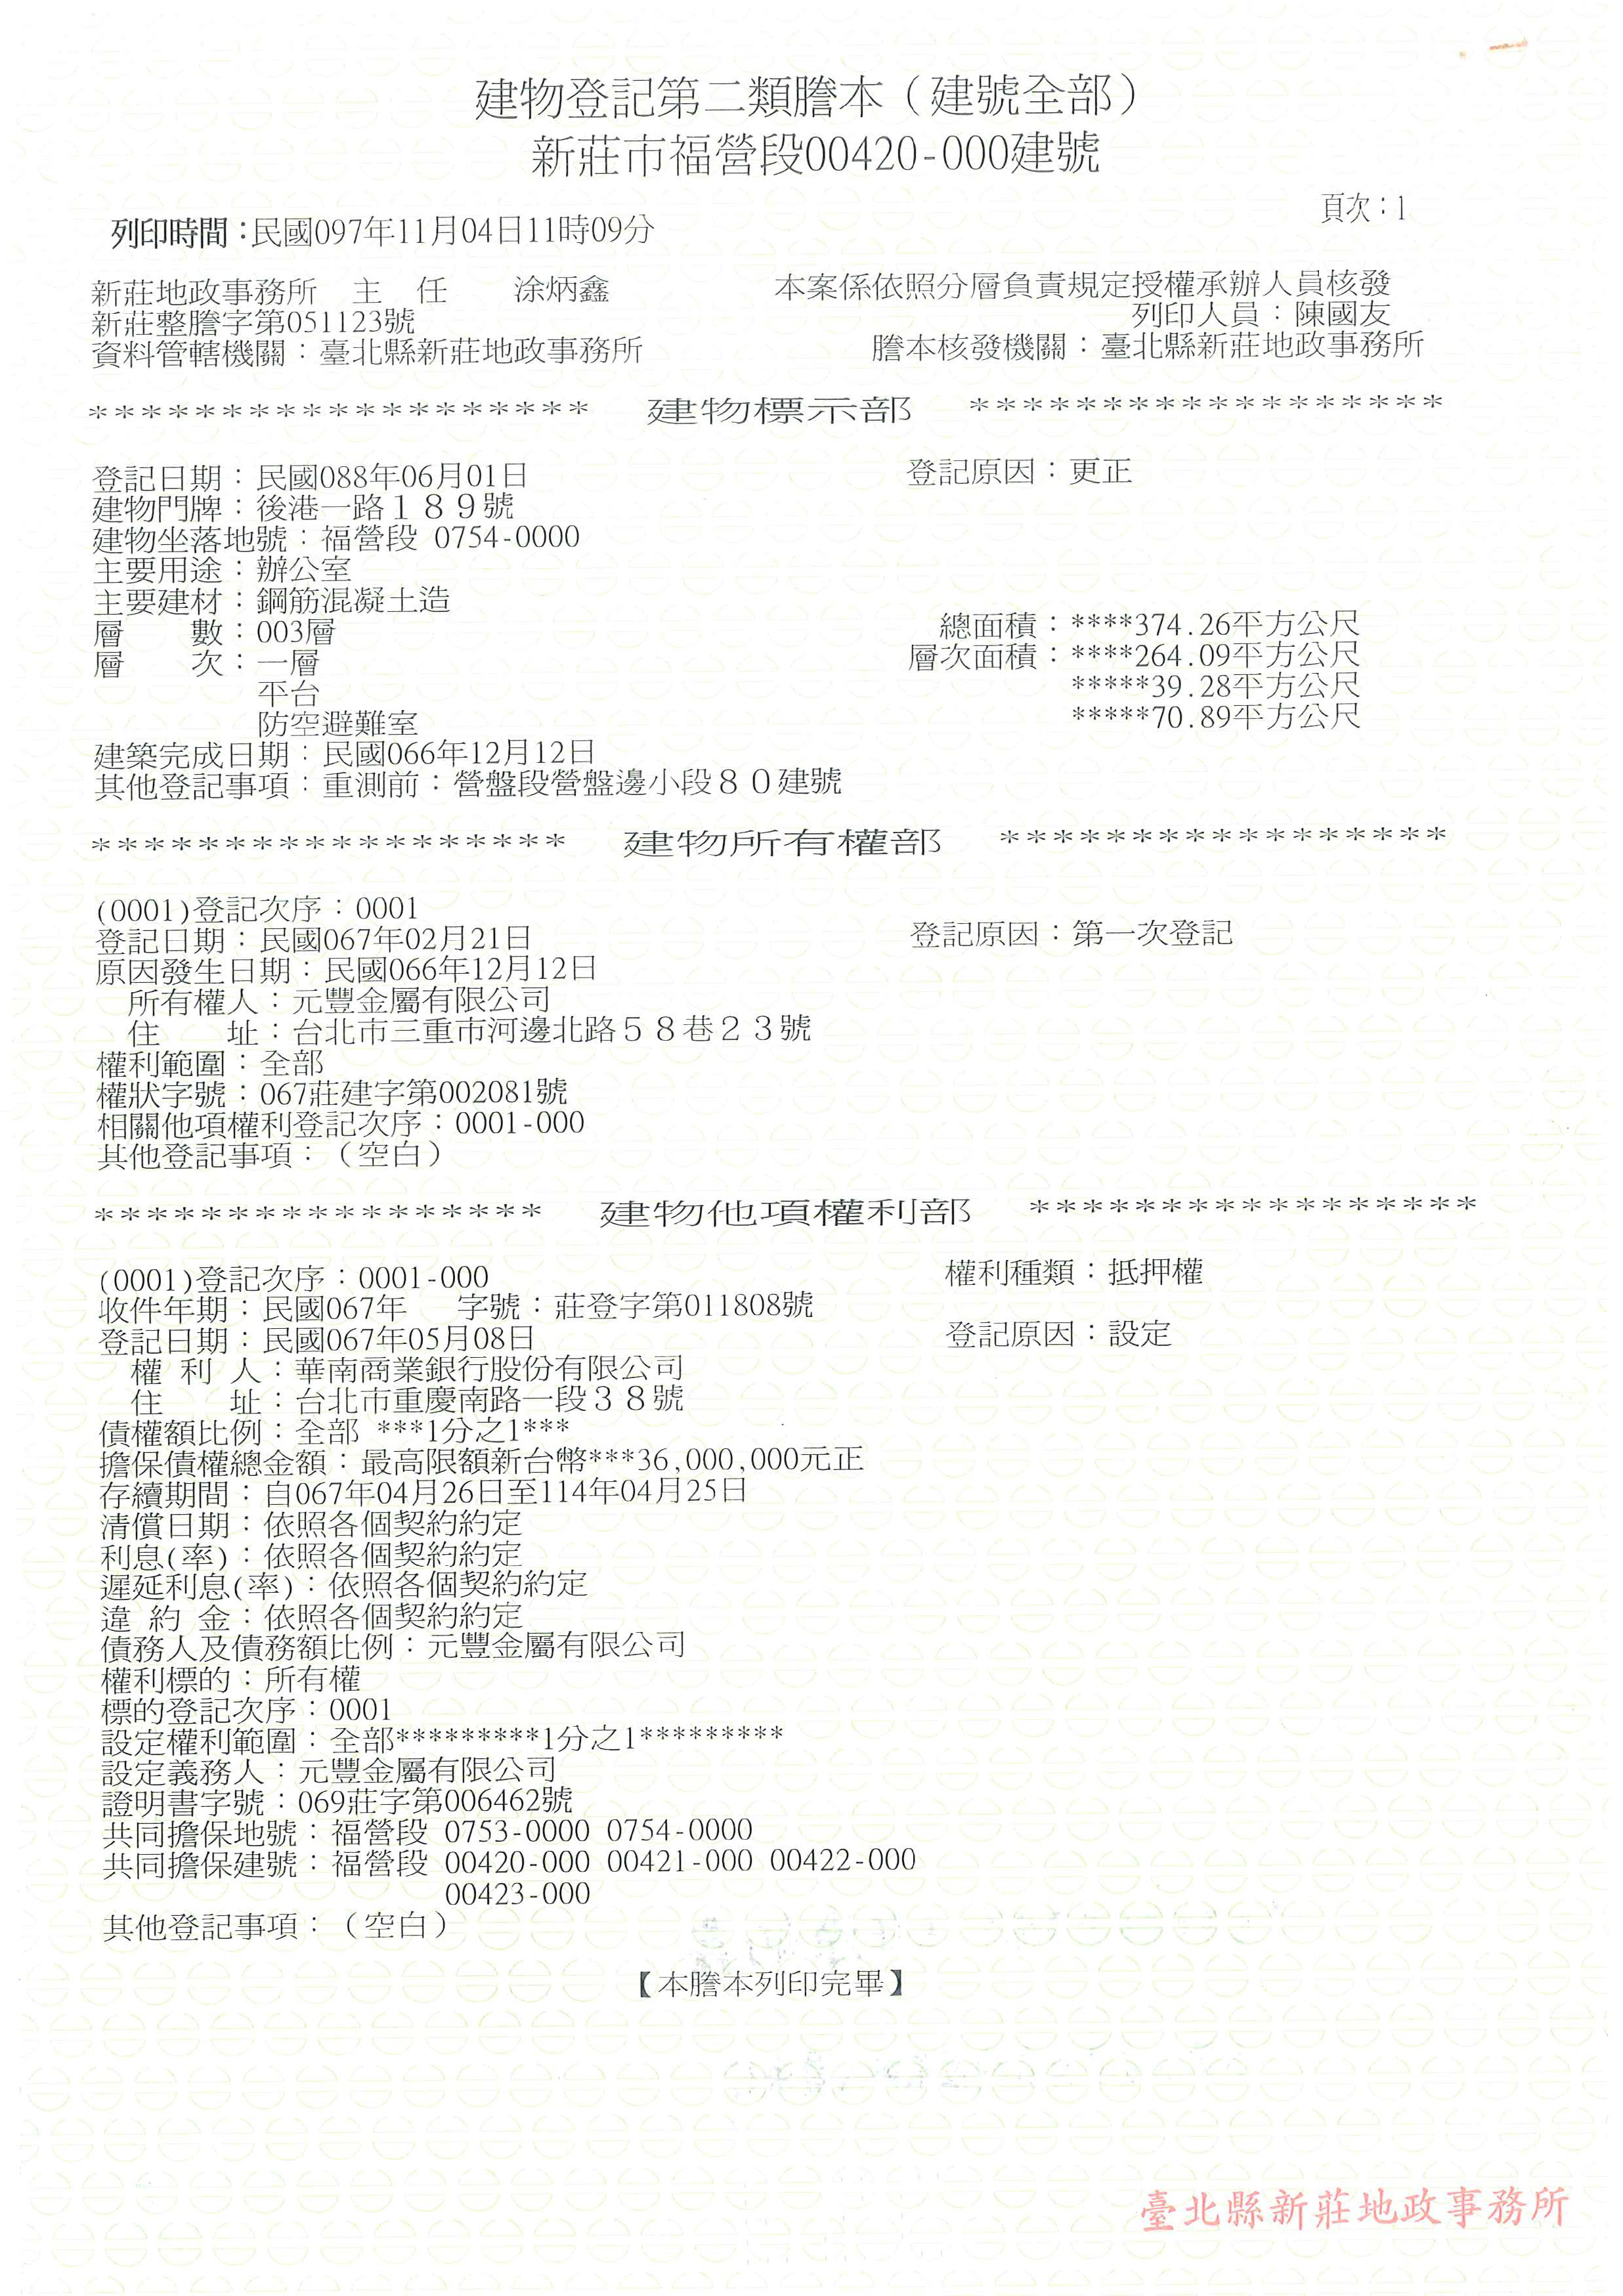 建物登記第二類謄本（建號全部）
新莊市福營段00420-000建號
頁次：1
列印時間：民國097年11月04日11時09分
新莊地政事務所　主　任　　涂炳鑫　　本案係依照分層負責規定授權承辦人員核發
新莊整謄字第051123號　　列印人員：陳國友
資料管轄機關：臺北縣新莊地政事務所　　謄本核發機關：臺北縣新莊地政事務所
*******************　建物標示部　******************
登記日期：民國088年06月01日　　登記原因：更正
建物門牌：後港一路１８９號
建物坐落地號：福營段 0754-0000
主要用途：辦公室
主要建材：鋼筋混凝土造
層　　數：003層　　總面積：****374.26平方公尺
層　　次：一層　　層次面積：****264.09平方公尺
平台　　*****39.28平方公尺
防空避難室　　*****70.89平方公尺
建築完成日期：民國066年12月12日
其他登記事項：重測前：營盤段營盤邊小段８０建號
******************　建物所有權部　*****************
(0001)登記次序：0001
登記日期：民國067年02月21日　　登記原因：第一次登記
原因發生日期：民國066年12月12日
所有權人：元豐金屬有限公司
住　　址：台北市三重市河邊北路５８巷２３號
權利範圍：全部
權狀字號：067莊建字第002081號
相關他項權利登記次序：0001-000
其他登記事項：（空白）
*****************　建物他項權利部　*****************
(0001)登記次序：0001-000　　權利種類：抵押權
收件年期：民國067年　　字號：莊登字第011808號
登記日期：民國067年05月08日　　登記原因：設定
權 利 人：華南商業銀行股份有限公司
住　　址：台北市重慶南路一段３８號
債權額比例：全部 ***1分之1***
擔保債權總金額：最高限額新台幣***36,000,000元正
存續期間：自067年04月26日至114年04月25日
清償日期：依照各個契約約定
利息(率)：依照各個契約約定
遲延利息(率)：依照各個契約約定
違 約 金：依照各個契約約定
債務人及債務額比例：元豐金屬有限公司
權利標的：所有權
標的登記次序：0001
設定權利範圍：全部*********1分之1*********
設定義務人：元豐金屬有限公司
證明書字號：069莊字第006462號
共同擔保地號：福營段 0753-0000 0754-0000
共同擔保建號：福營段 00420-000 00421-000 00422-000
00423-000
其他登記事項：（空白）
【本謄本列印完畢】
臺北縣新莊地政事務所